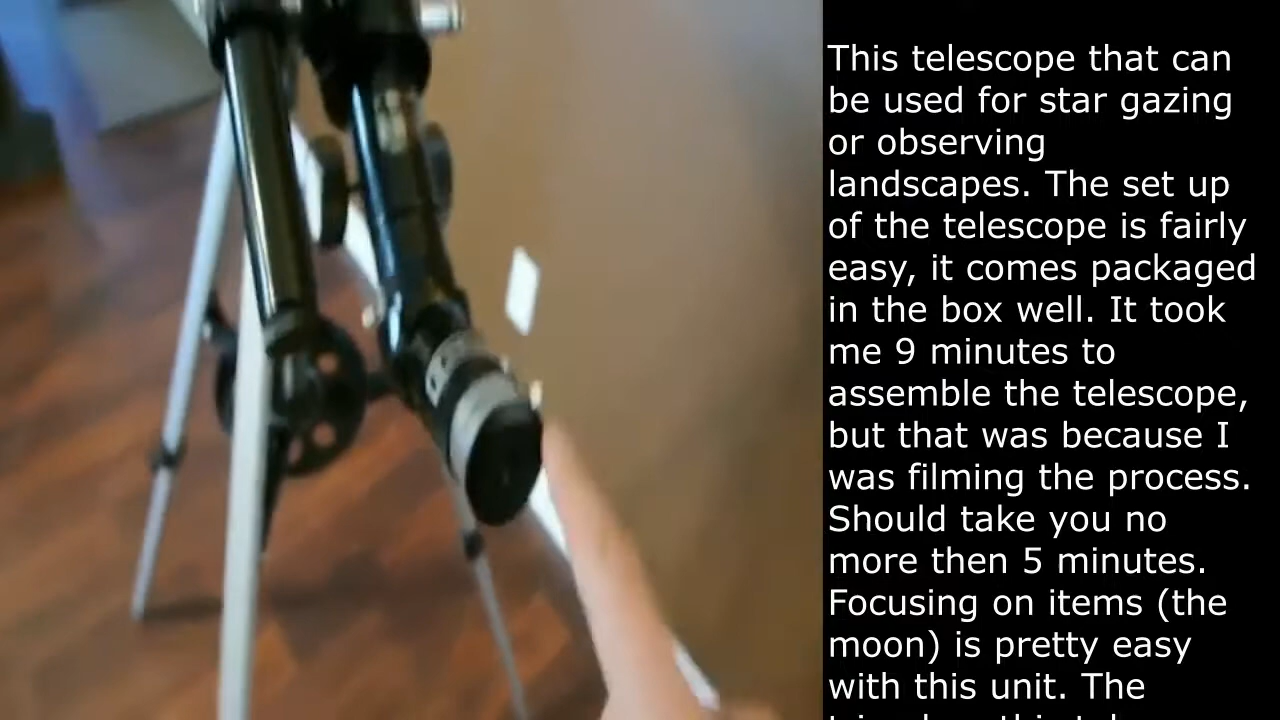 This telescope that can
be used for star gazing
or observing
landscapes. The set up
of the telescope is fairly
easy, it comes packaged
in the box well. It took
me 9 minutes to
assemble the telescope,
but that was because I
was filming the process.
Should take you no
more then 5 minutes.
Focusing on items (the
moon) is pretty easy
with this unit. The